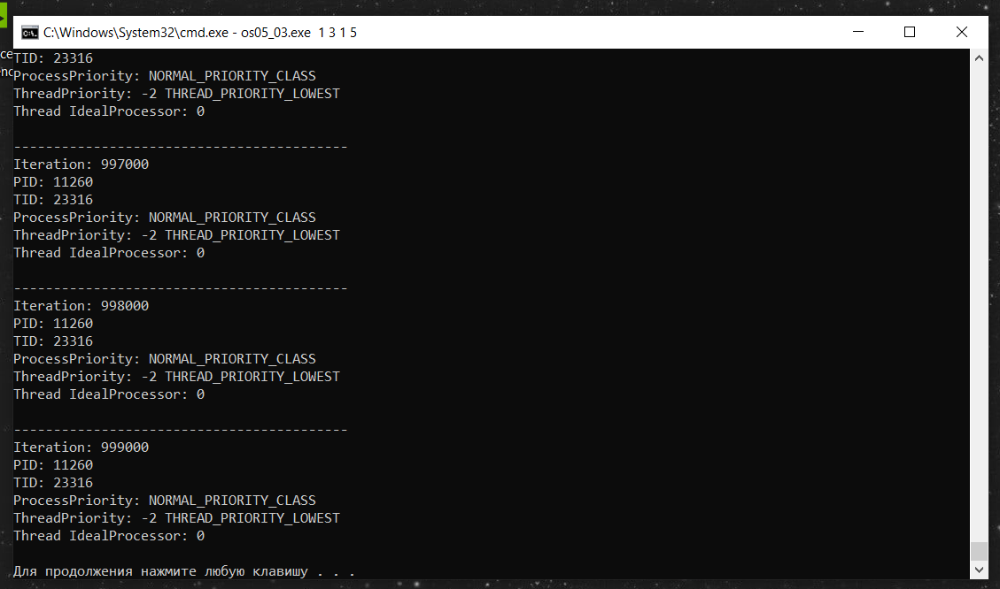 C:\Windows\System32\cmd.exe - os05_03.exe 1 3 1 5
ce
TID: 23316
nc
ProcessPriority: NORMAL_PRIORITY_CLASS
ThreadPriority: -2 THREAD_PRIORITY_LOWEST
Thread IdealProcessor: 0
------------------------------------------
Iteration: 997000
PID: 11260
TID: 23316
ProcessPriority: NORMAL_PRIORITY_CLASS
ThreadPriority: -2 THREAD_PRIORITY_LOWEST
Thread IdealProcessor: 0
------------------------------------------
Iteration: 998000
PID: 11260
TID: 23316
ProcessPriority: NORMAL_PRIORITY_CLASS
ThreadPriority: -2 THREAD_PRIORITY_LOWEST
Thread IdealProcessor: 0
------------------------------------------
Iteration: 999000
PID: 11260
TID: 23316
ProcessPriority: NORMAL_PRIORITY_CLASS
ThreadPriority: -2 THREAD_PRIORITY_LOWEST
Thread IdealProcessor: 0
Для продолжения нажмите любую клавишу . . .